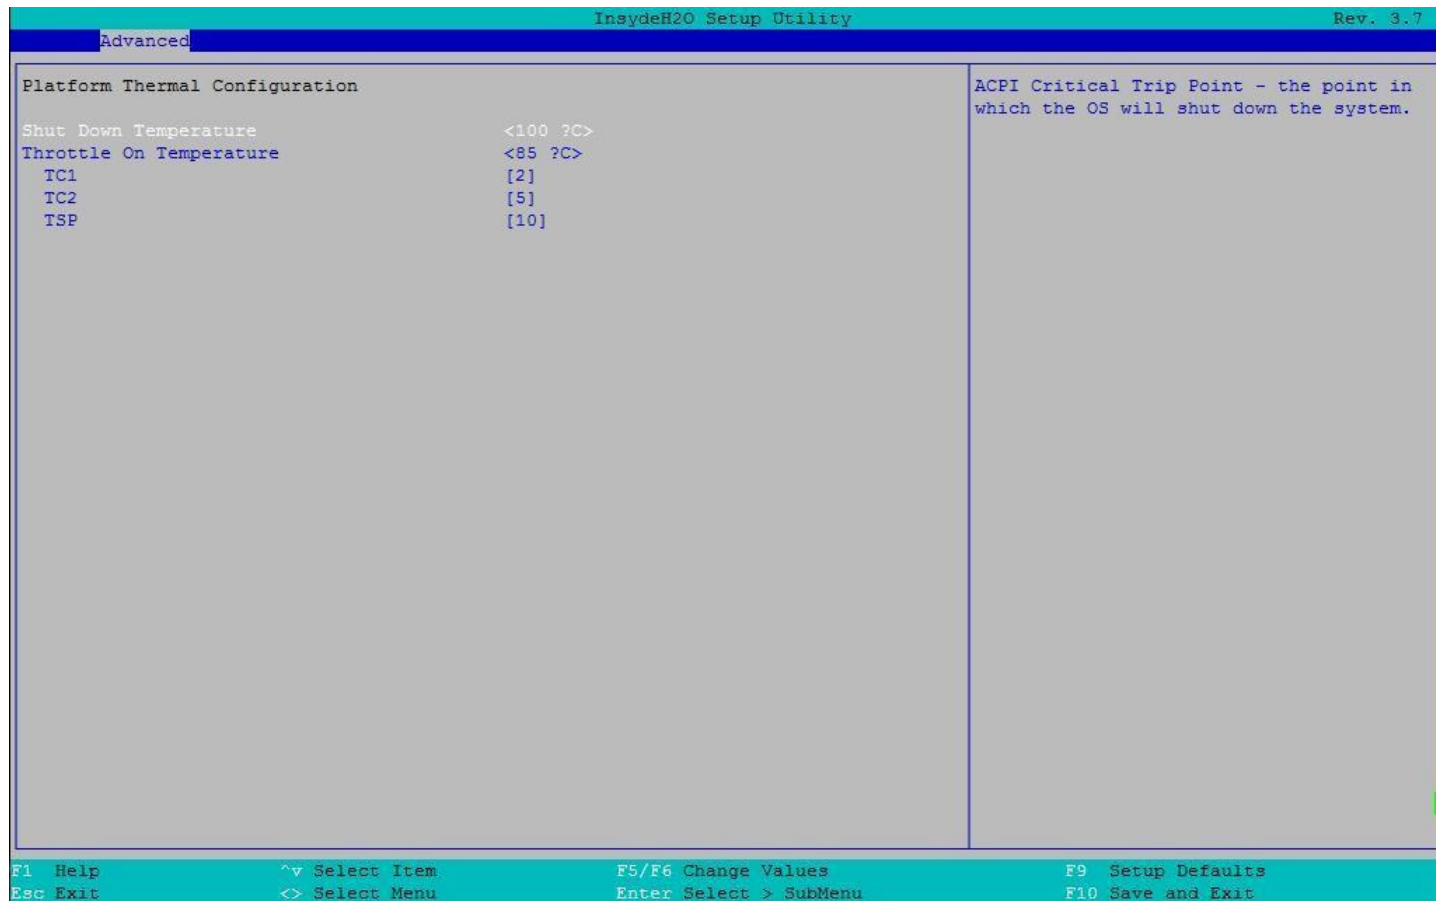 InsydeH2O Setup Utility Rev. 3.7
Advanced
Platform Thermal Configuration
Shut Down Temperature <100 ?C>
Throttle On Temperature <85 ?C>
TC1 [2]
TC2 [5]
TSP [10]
ACPI Critical Trip Point - the point in
which the OS will shut down the system.
F1 Help ^v Select Item F5/F6 Change Values F9 Setup Defaults
Esc Exit <> Select Menu Enter Select > SubMenu F10 Save and Exit